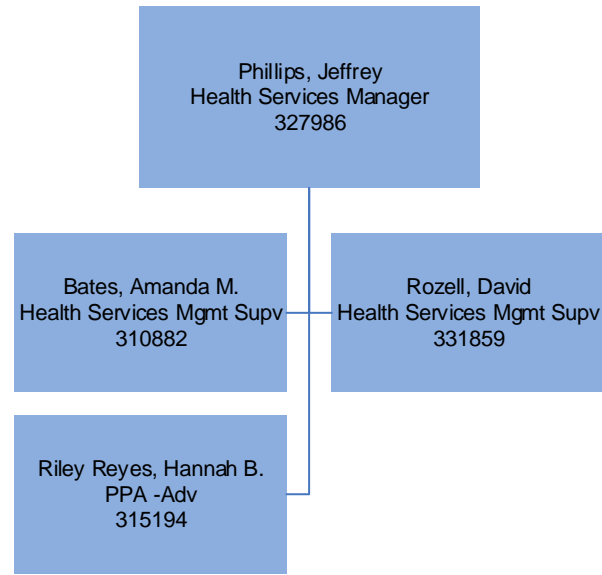 Phillips, Jeffrey
Health Services Manager
327986
Bates, Amanda M.
Health Services Mgmt Supv
310882
Rozell, David
Health Services Mgmt Supv
331859
Riley Reyes, Hannah B.
PPA -Adv
315194